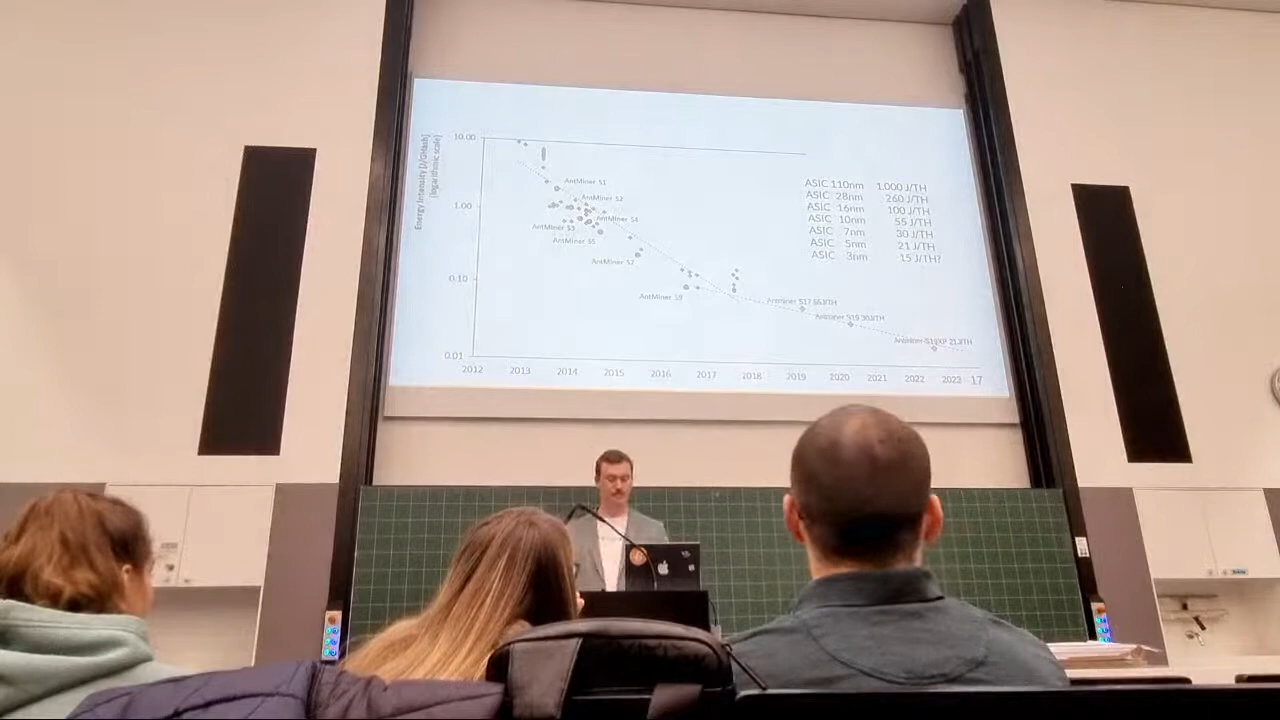 Energy Intensity [J/GHash]
(logarithmic scale)
10.00
1.00
0.10
0.01
AntMiner S1
AntMiner S2
AntMiner S4
AntMiner S3
AntMiner S5
AntMiner S7
AntMiner S9
Antminer S17 55J/TH
Antminer S19 30J/TH
Antminer S19XP 21J/TH
ASIC 110nm 1.000 J/TH
ASIC 28nm 260 J/TH
ASIC 16nm 100 J/TH
ASIC 10nm 55 J/TH
ASIC 7nm 30 J/TH
ASIC 5nm 21 J/TH
ASIC 3nm 15 J/TH?
2012 2013 2014 2015 2016 2017 2018 2019 2020 2021 2022 2022 17